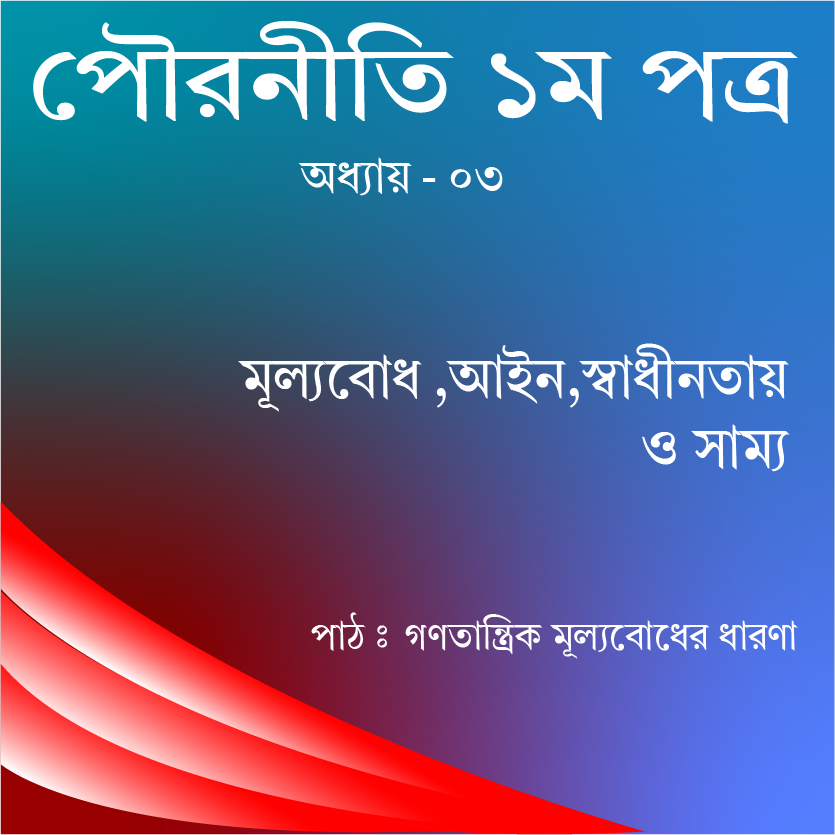 পৌরনীতি ১ম পত্র
অধ্যায় - ০৩
মূল্যবোধ ,আইন,স্বাধীনতায়
ও সাম্য
পাঠ ঃ গণতান্ত্রিক মূল্যবোধের ধারণা